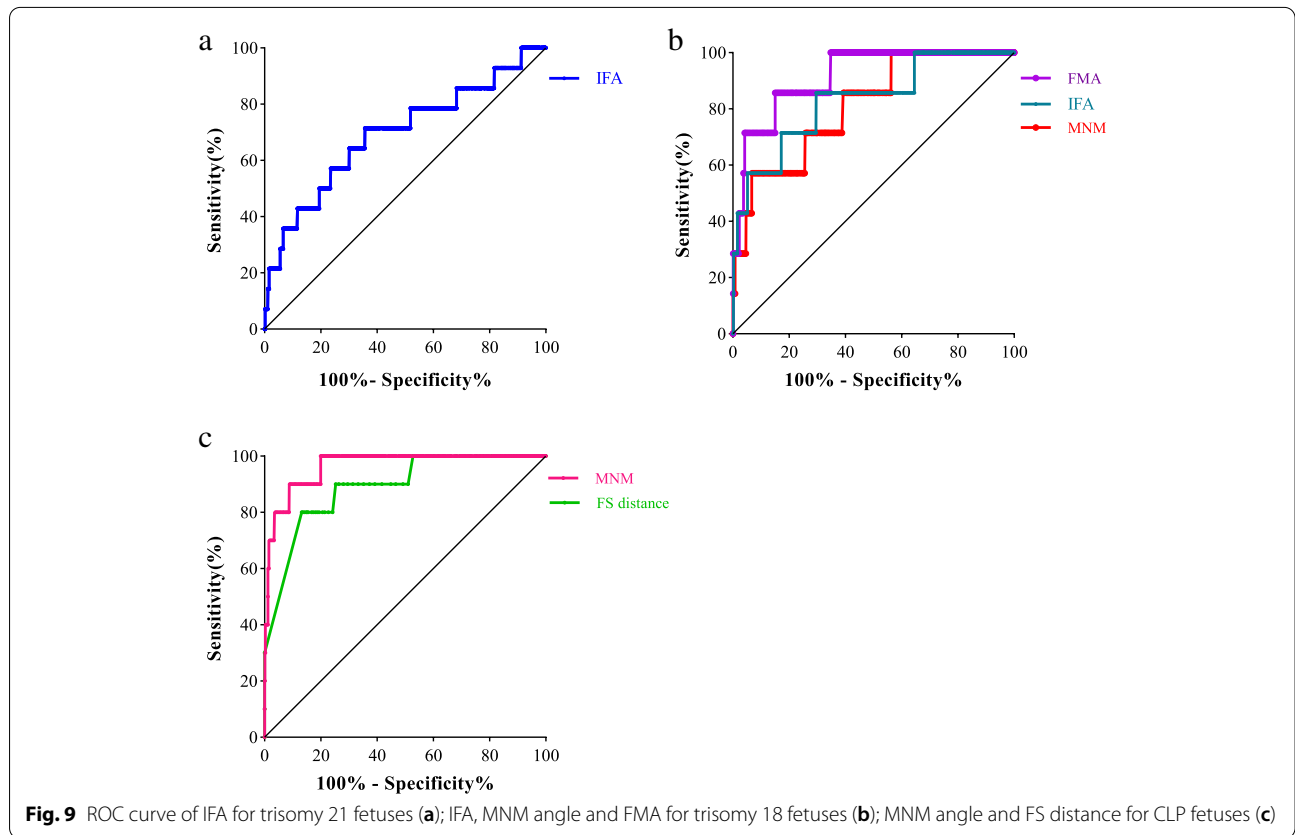 a
100
80
60
40
20
0
Sensitivity(%)
0 20 40 60 80 100
100%- Specificity%
IFA
b
100
80
60
40
20
0
Sensitivity(%)
0 20 40 60 80 100
100% - Specificity%
FMA
IFA
MNM
c
100
80
60
40
20
0
Sensitivity(%)
0 20 40 60 80 100
100% - Specificity%
MNM
FS distance
Fig. 9 ROC curve of IFA for trisomy 21 fetuses (a); IFA, MNM angle and FMA for trisomy 18 fetuses (b); MNM angle and FS distance for CLP fetuses (c)